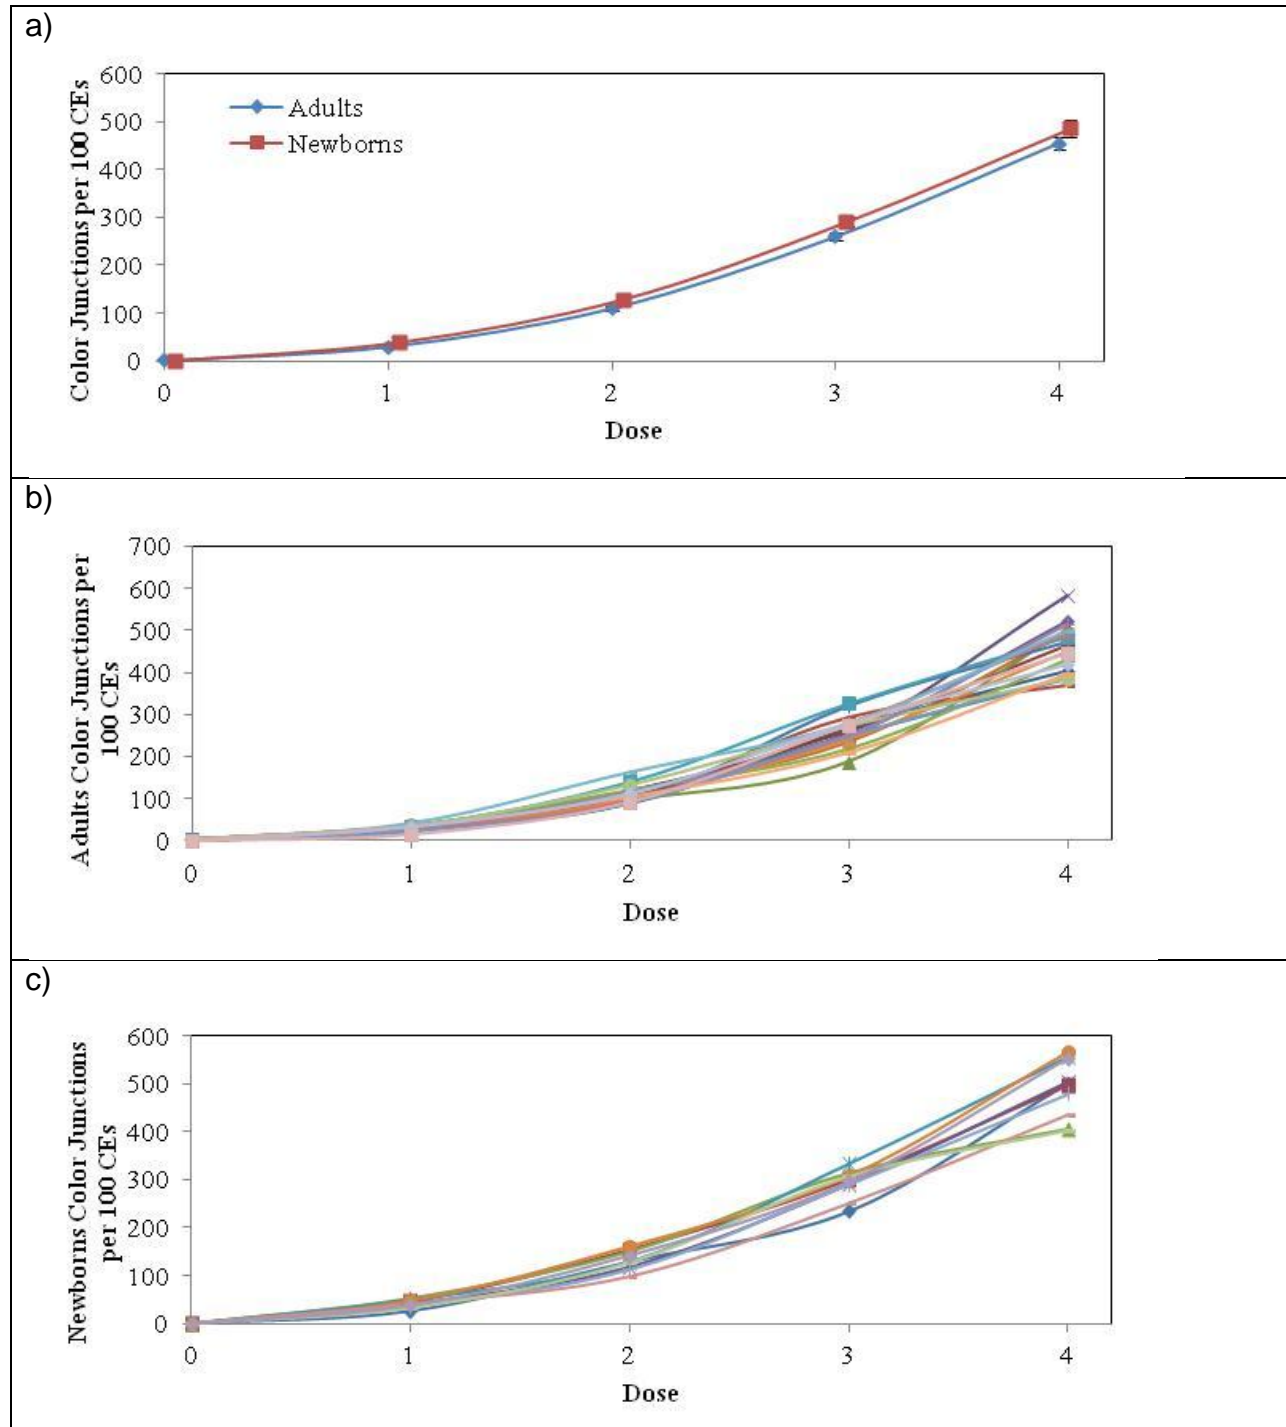 a)
Color Junctions per 100 CEs
600
500
400
300
200
100
0
Adults
Newborns
0 1 2 3 4
Dose
b)
Adults Color Junctions per
100 CEs
700
600
500
400
300
200
100
0
0 1 2 3 4
Dose
c)
Newborns Color Junctions
per 100 CEs
600
500
400
300
200
100
0
0 1 2 3 4
Dose